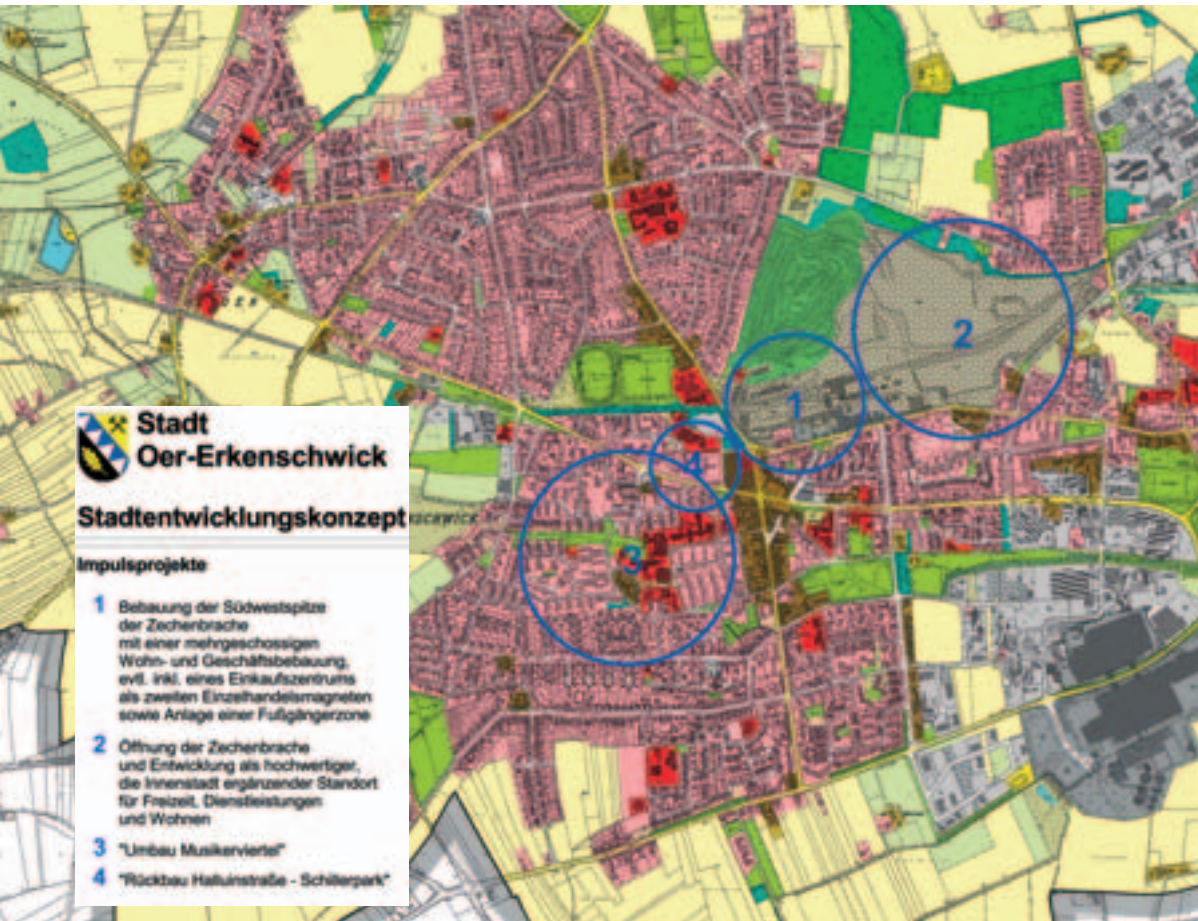 Stadt
Oer-Erkenschwick
Stadtentwicklungskonzept
Impulsprojekte
1 Bebauung der Südwestspitze
der Zechenbrache
mit einer mehrgeschossigen
Wohn- und Geschäftsbebauung,
evtl. inkl. eines Einkaufszentrums
als zweiten Einzelhandelsmagneten
sowie Anlage einer Fußgängerzone
2 Öffnung der Zechenbrache
und Entwicklung als hochwertiger,
die Innenstadt ergänzender Standort
für Freizeit, Dienstleistungen
und Wohnen
3 "Umbau Musikerviertel"
4 "Rückbau Halluinstraße - Schillerpark"
2
1
4
3